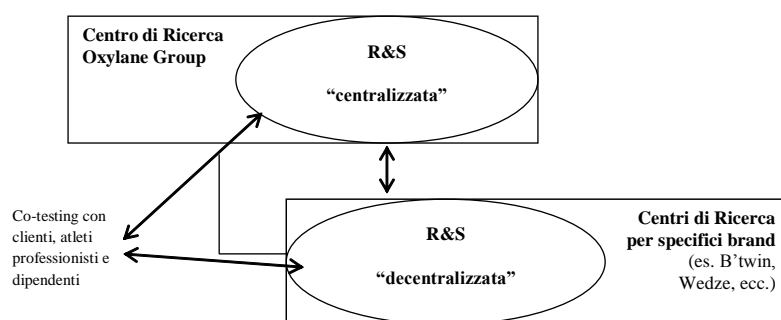 Centro di Ricerca
Oxylane Group
R&S
“centralizzata”
Co-testing con
clienti, atleti
professionisti e
dipendenti
R&S
“decentralizzata”
Centri di Ricerca
per specifici brand
(es. B’twin,
Wedze, ecc.)